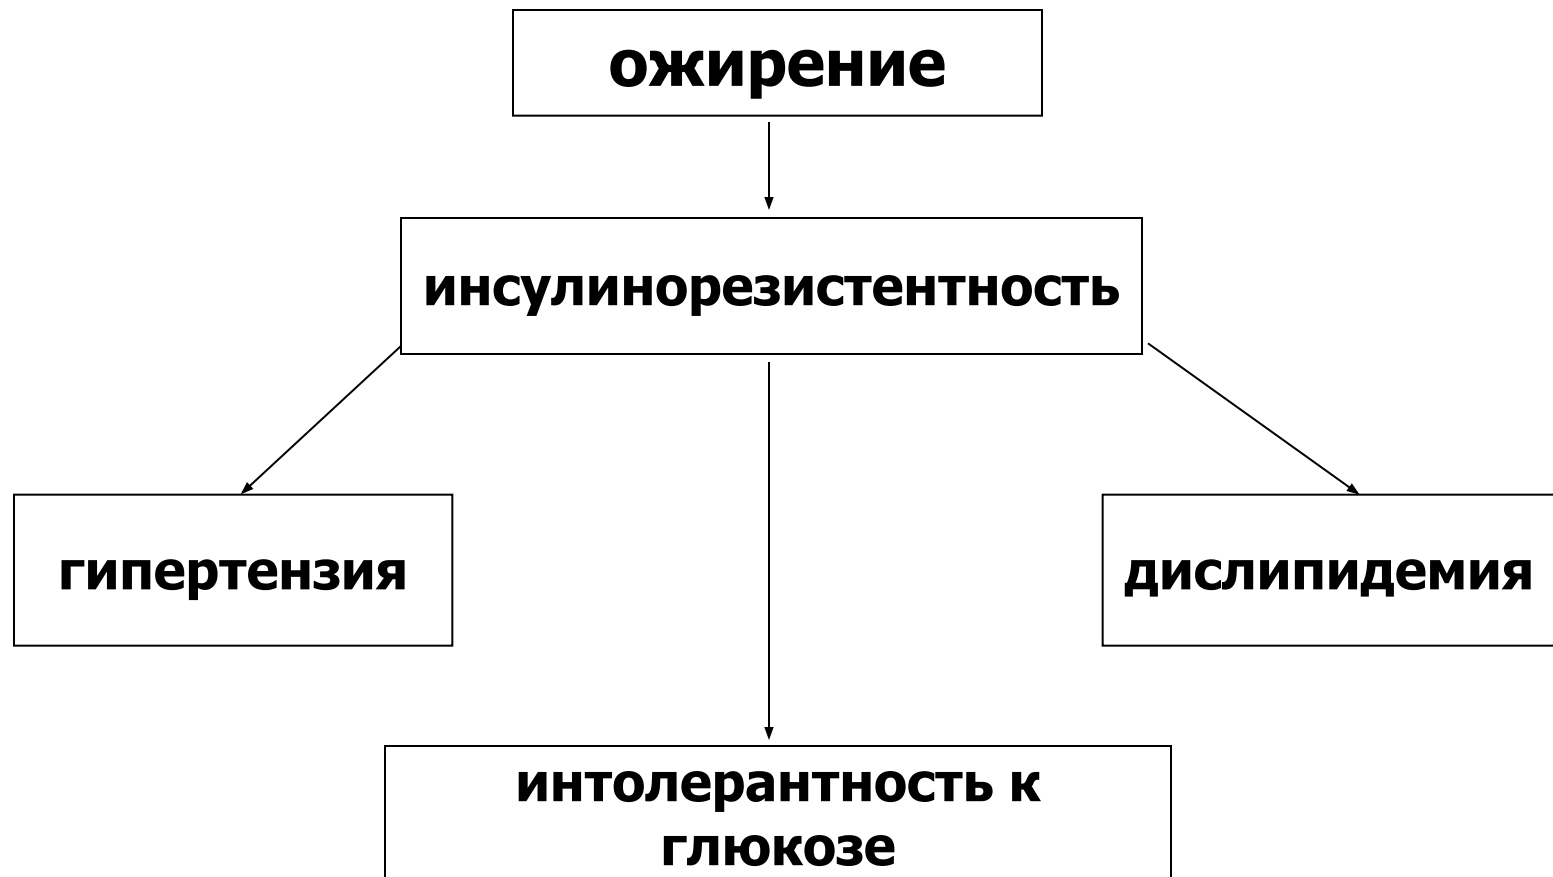 ожирение
инсулинорезистентность
гипертензия
дислипидемия
интолерантность к
глюкозе